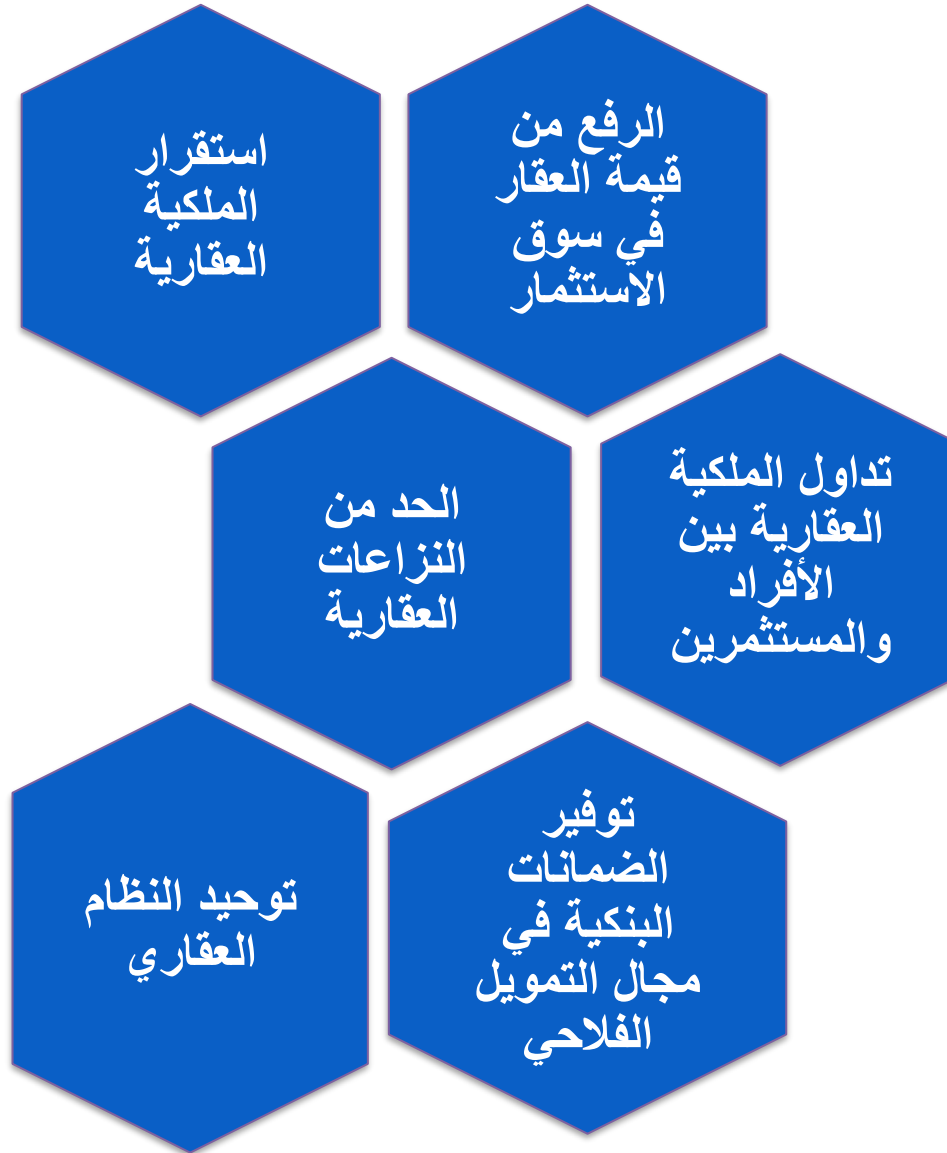 الرفع من
قيمة العقار
في سوق
الاستثمار
استقرار
الملكية
العقارية
تداول الملكية
العقارية بين
الأفراد
والمستثمرين
الحد من
النزاعات
العقارية
توفير
الضمانات
البنكية في
مجال التمويل
الفلاحي
توحيد النظام
العقاري